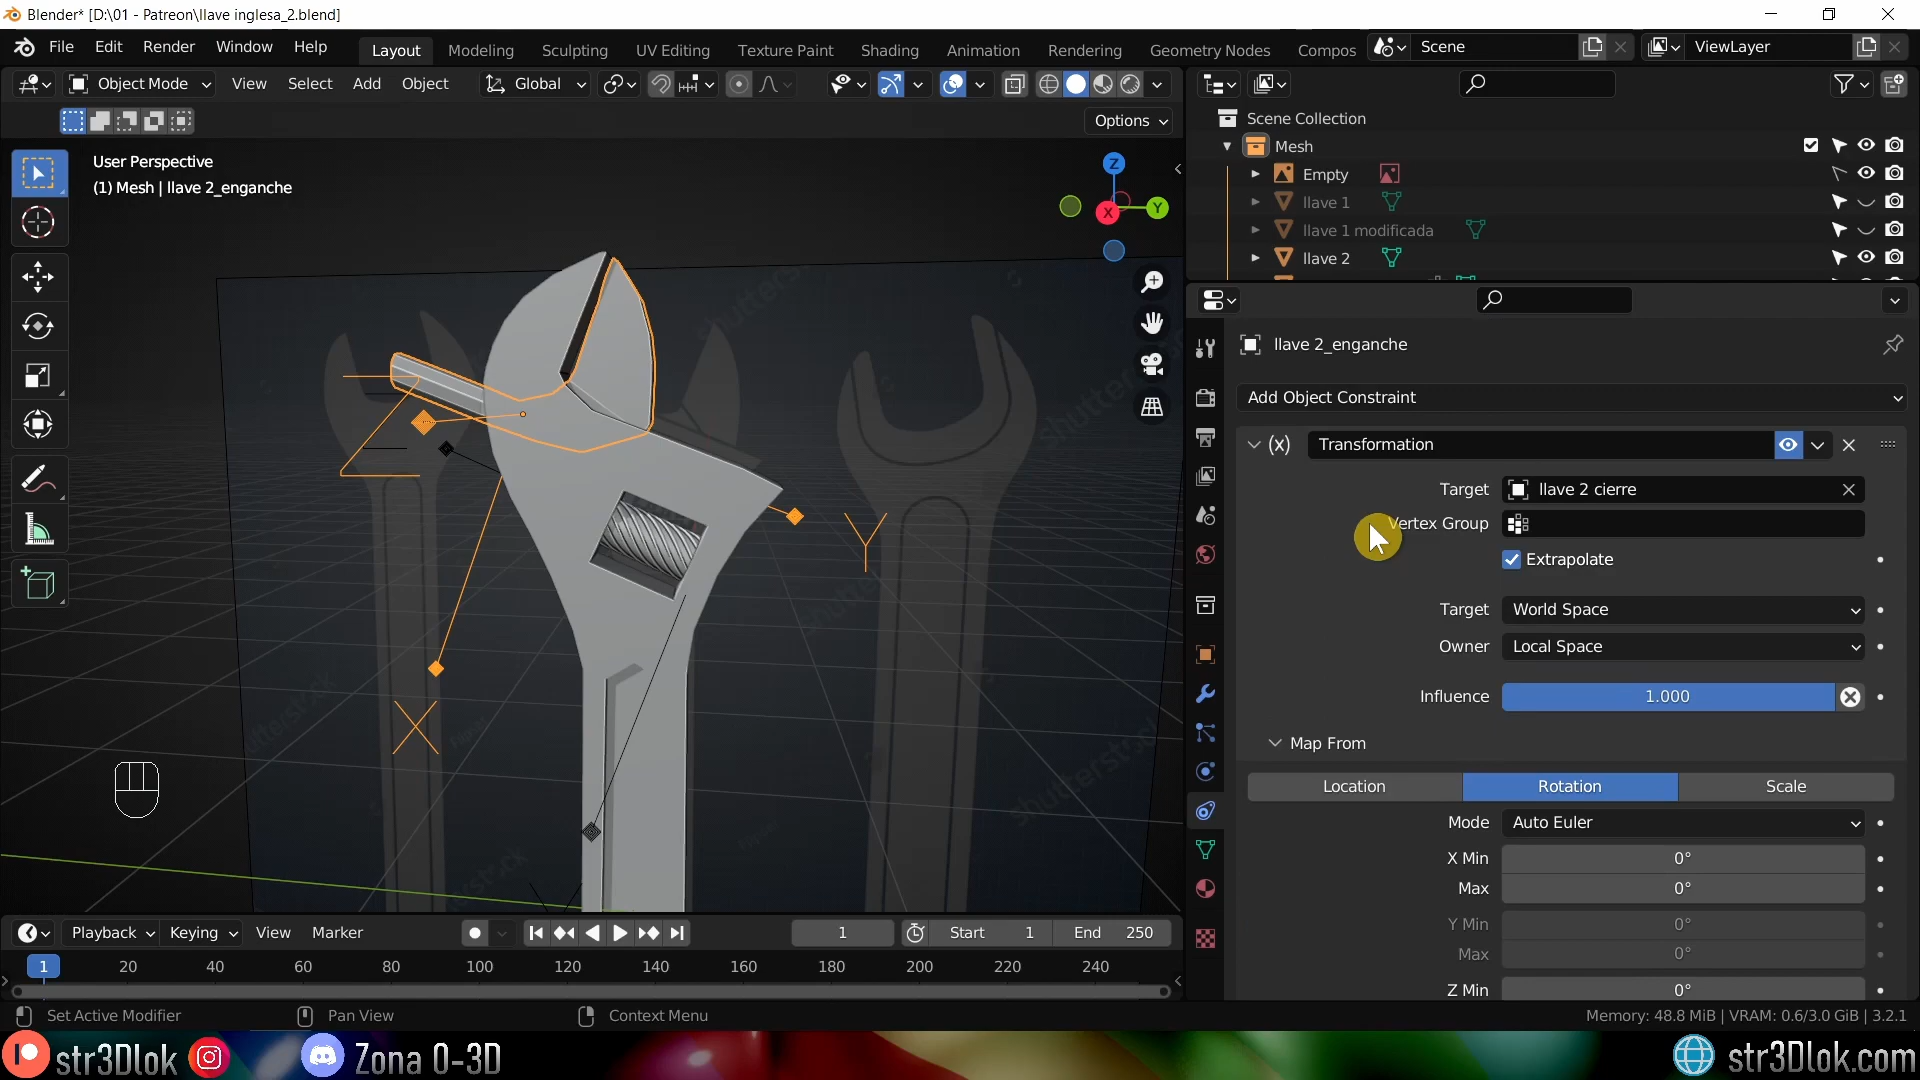 Blender* [D:\01 - Patreon\llave inglesa_2.blend]
File Edit Render Window Help Layout Modeling Sculpting UV Editing Texture Paint Shading Animation Rendering Geometry Nodes Compos Scene ViewLayer
Object Mode View Select Add Object Global
Options
User Perspective
(1) Mesh | llave 2_enganche
Z
Y
X
Scene Collection
Mesh
Empty
llave 1
llave 1 modificada
llave 2
llave 2_enganche
Add Object Constraint
(x) Transformation
Target llave 2 cierre
Vertex Group
Extrapolate
Target World Space
Owner Local Space
Influence 1.000
Map From
Location Rotation Scale
Mode Auto Euler
X Min 0°
Max 0°
Y Min 0°
Max 0°
Z Min 0°
Z
Y
X
shutterstock
Playback Keying View Marker 1 Start 1 End 250
1 20 40 60 80 100 120 140 160 180 200 220 240
Set Active Modifier Pan View Context Menu Memory: 48.8 MiB | VRAM: 0.6/3.0 GiB | 3.2.1
str3Dlok Zona 0-3D str3Dlok.com